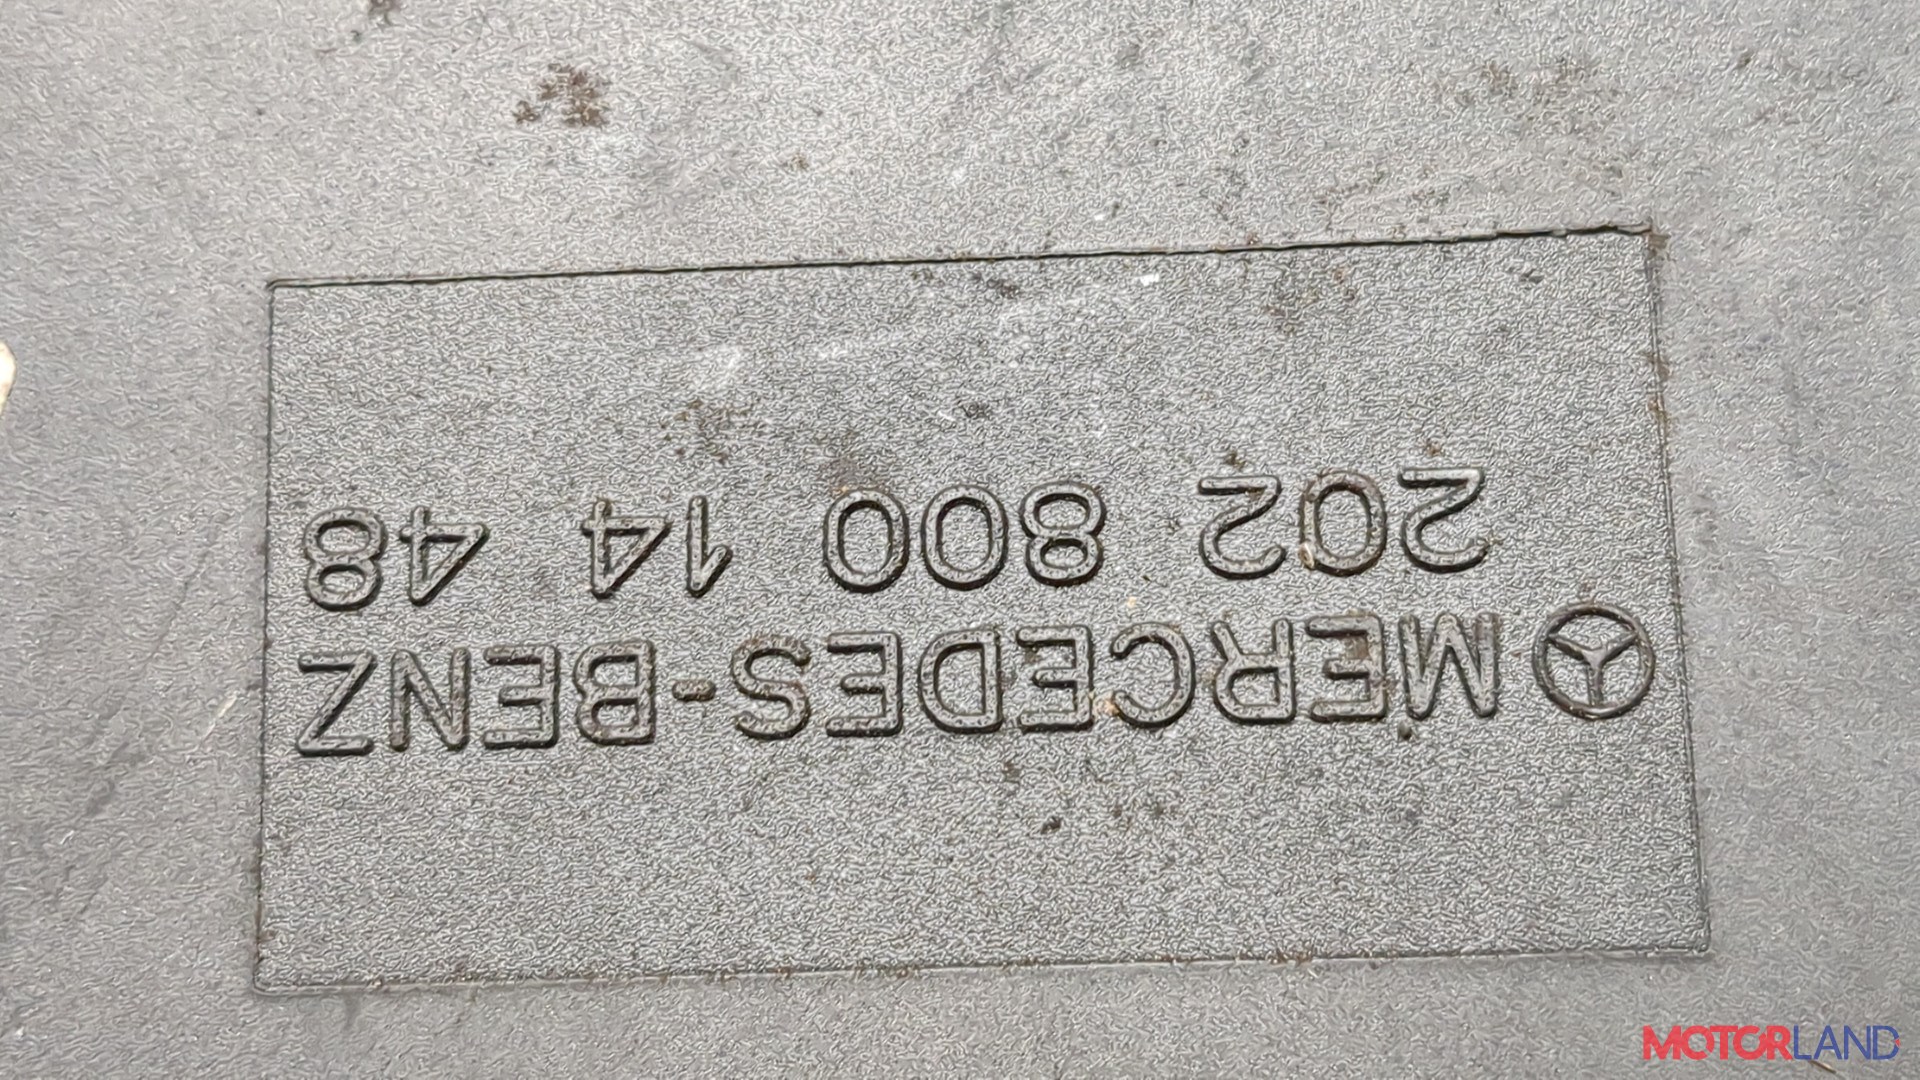 MERCEDES-BENZ
202 800 14 48
MOTORLAND